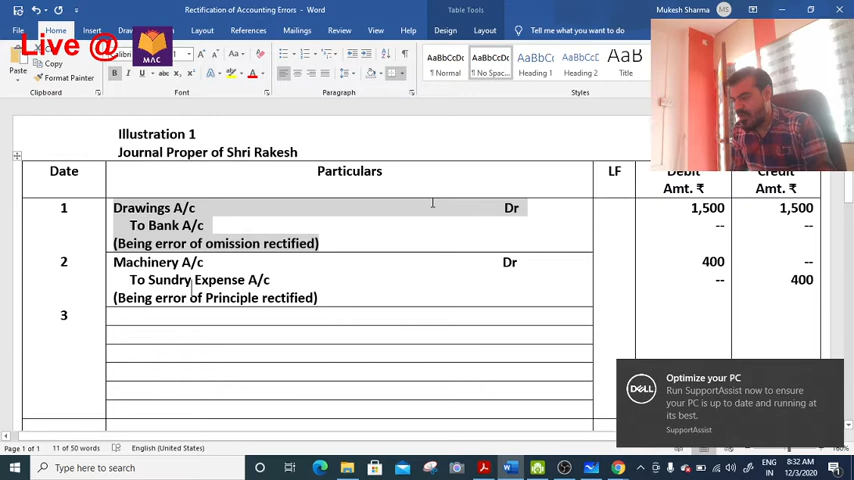 Rectification of Accounting Errors - Word
Table Tools
Mukesh Sharma
MS
File
Home
Insert
Layout
References
Mailings
Review
View
Help
Design
Layout
Tell me what you want to do
Live @
MAC
Paste
Copy
Format Painter
Clipboard
Font
Paragraph
AaBbCcDc
¶ Normal
AaBbCcDc
¶ No Spac...
AaBbCc
Heading 1
AaBbCcD
Heading 2
AaB
Title
Styles
Illustration 1
Journal Proper of Shri Rakesh
Date Particulars LF Debit Amt. ₹ Credit Amt. ₹
1 Drawings A/c Dr 1,500 1,500
To Bank A/c -- --
(Being error of omission rectified)
2 Machinery A/c Dr 400 --
To Sundry Expense A/c -- 400
(Being error of Principle rectified)
3
Optimize your PC
Run SupportAssist now to ensure
your PC is up to date and running at
its best.
SupportAssist
DELL
Page 1 of 1
11 of 50 words
English (United States)
160%
Type here to search
ENG
IN
8:32 AM
12/3/2020